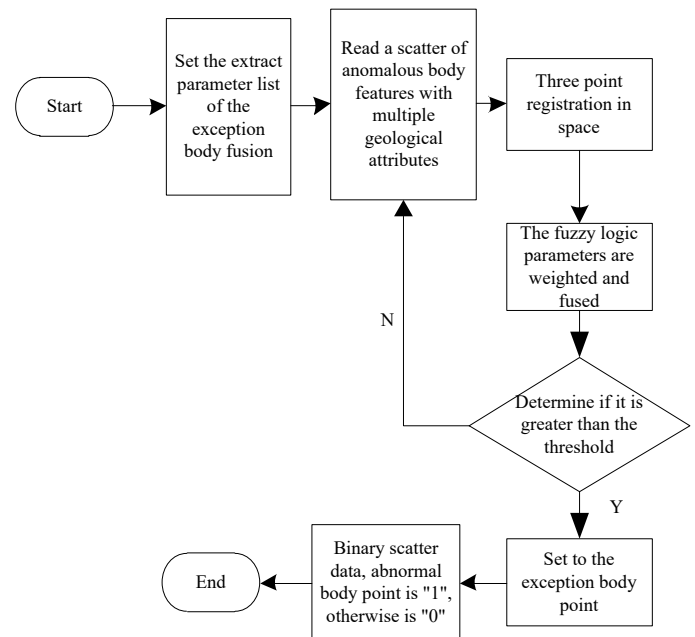 Start
Set the extract
parameter list
of the
exception
body fusion
Read a scatter of
anomalous body
features with
multiple
geological
attributes
Three point
registration in
space
The fuzzy logic
parameters are
weighted and
fused
N
Determine if it is
greater than the
threshold
Y
Set to the
exception body
point
Binary scatter
data, abnormal
body point is "1",
otherwise is "0"
End